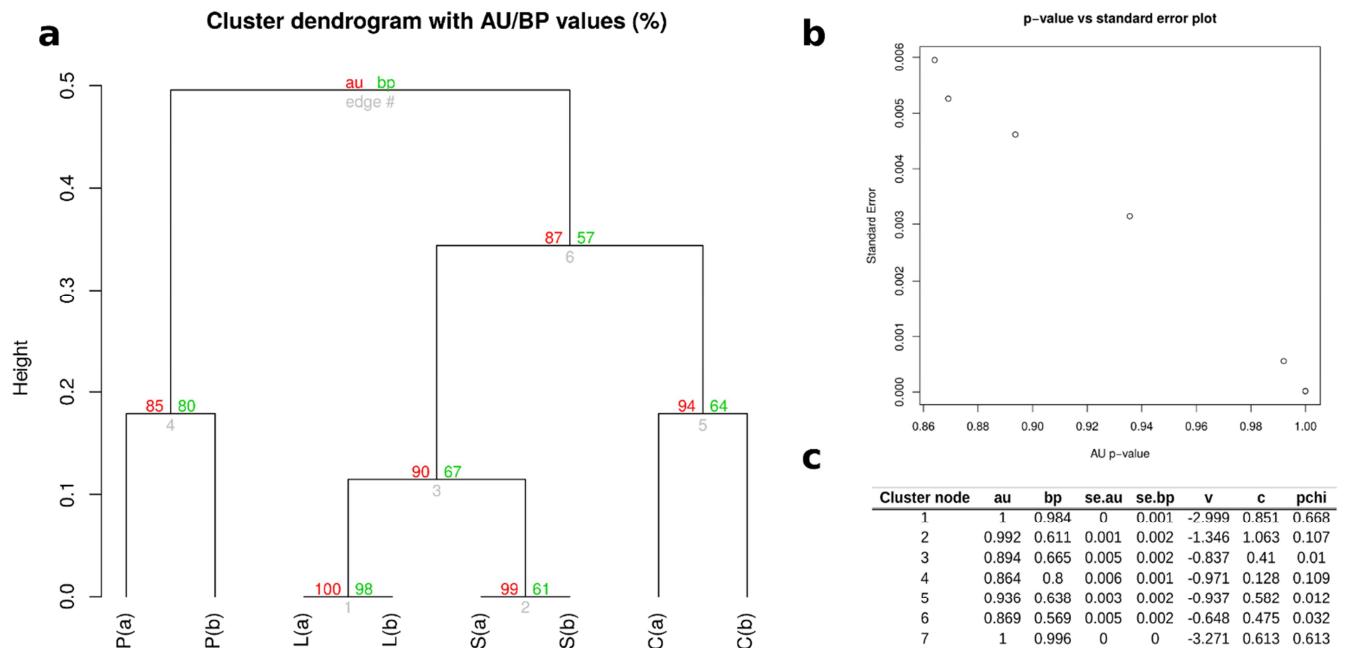 a
Cluster dendrogram with AU/BP values (%)
Height
0.5
0.4
0.3
0.2
0.1
0.0
au bp
edge #
87 57
6
85 80
4
94 64
5
90 67
3
100 98
1
99 61
2
P(a)
P(b)
L(a)
L(b)
S(a)
S(b)
C(a)
C(b)
b
p−value vs standard error plot
Standard Error
0.006
0.005
0.004
0.003
0.002
0.001
0.000
0.86 0.88 0.90 0.92 0.94 0.96 0.98 1.00
AU p−value
c
Cluster node au bp se.au se.bp v c pchi
1 1 0.984 0 0.001 -2.999 0.851 0.668
2 0.992 0.611 0.001 0.002 -1.346 1.063 0.107
3 0.894 0.665 0.005 0.002 -0.837 0.41 0.01
4 0.864 0.8 0.006 0.001 -0.971 0.128 0.109
5 0.936 0.638 0.003 0.002 -0.937 0.582 0.012
6 0.869 0.569 0.005 0.002 -0.648 0.475 0.032
7 1 0.996 0 0 -3.271 0.613 0.613